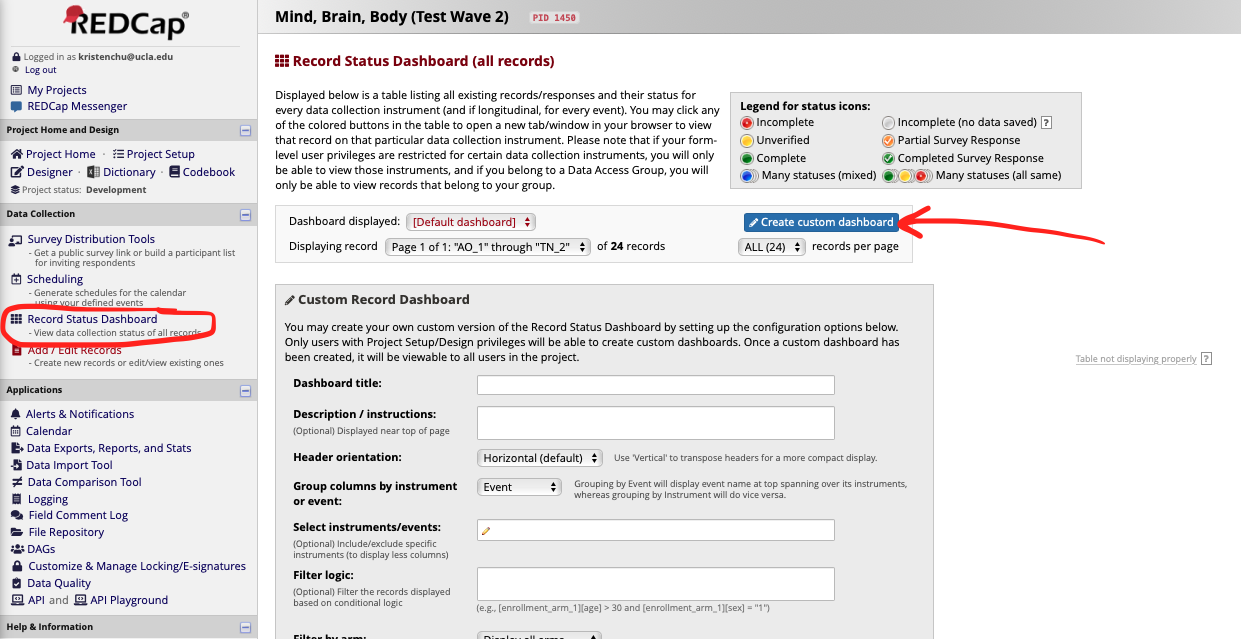 REDCap®
Logged in as kristenchu@ucla.edu
Log out
My Projects
REDCap Messenger
Project Home and Design
Project Home · Project Setup
Designer · Dictionary · Codebook
Project status: Development
Data Collection
Survey Distribution Tools
- Get a public survey link or build a participant list
for inviting respondents
Scheduling
- Generate schedules for the calendar
using your defined events
Record Status Dashboard
- View data collection status of all records
Add / Edit Records
- Create new records or edit/view existing ones
Applications
Alerts & Notifications
Calendar
Data Exports, Reports, and Stats
Data Import Tool
Data Comparison Tool
Logging
Field Comment Log
File Repository
DAGs
Customize & Manage Locking/E-signatures
Data Quality
API and API Playground
Help & Information
Mind, Brain, Body (Test Wave 2) PID 1450
Record Status Dashboard (all records)
Displayed below is a table listing all existing records/responses and their status for
every data collection instrument (and if longitudinal, for every event). You may click any
of the colored buttons in the table to open a new tab/window in your browser to view
that record on that particular data collection instrument. Please note that if your form-
level user privileges are restricted for certain data collection instruments, you will only
be able to view those instruments, and if you belong to a Data Access Group, you will
only be able to view records that belong to your group.
Legend for status icons:
Incomplete Incomplete (no data saved) ?
Unverified Partial Survey Response
Complete Completed Survey Response
Many statuses (mixed) Many statuses (all same)
Dashboard displayed: [Default dashboard] Create custom dashboard
Displaying record Page 1 of 1: "AO_1" through "TN_2" of 24 records ALL (24) records per page
Custom Record Dashboard
You may create your own custom version of the Record Status Dashboard by setting up the configuration options below.
Only users with Project Setup/Design privileges will be able to create custom dashboards. Once a custom dashboard has
been created, it will be viewable to all users in the project.
Table not displaying properly ?
Dashboard title:
Description / instructions:
(Optional) Displayed near top of page
Header orientation: Horizontal (default) Use 'Vertical' to transpose headers for a more compact display.
Group columns by instrument
or event:
Event
Grouping by Event will display event name at top spanning over its instruments,
whereas grouping by Instrument will do vice versa.
Select instruments/events:
(Optional) Include/exclude specific
instruments (to display less columns)
Filter logic:
(Optional) Filter the records displayed
based on conditional logic
(e.g., [enrollment_arm_1][age] > 30 and [enrollment_arm_1][sex] = "1")
Filter by arm: Display all arms